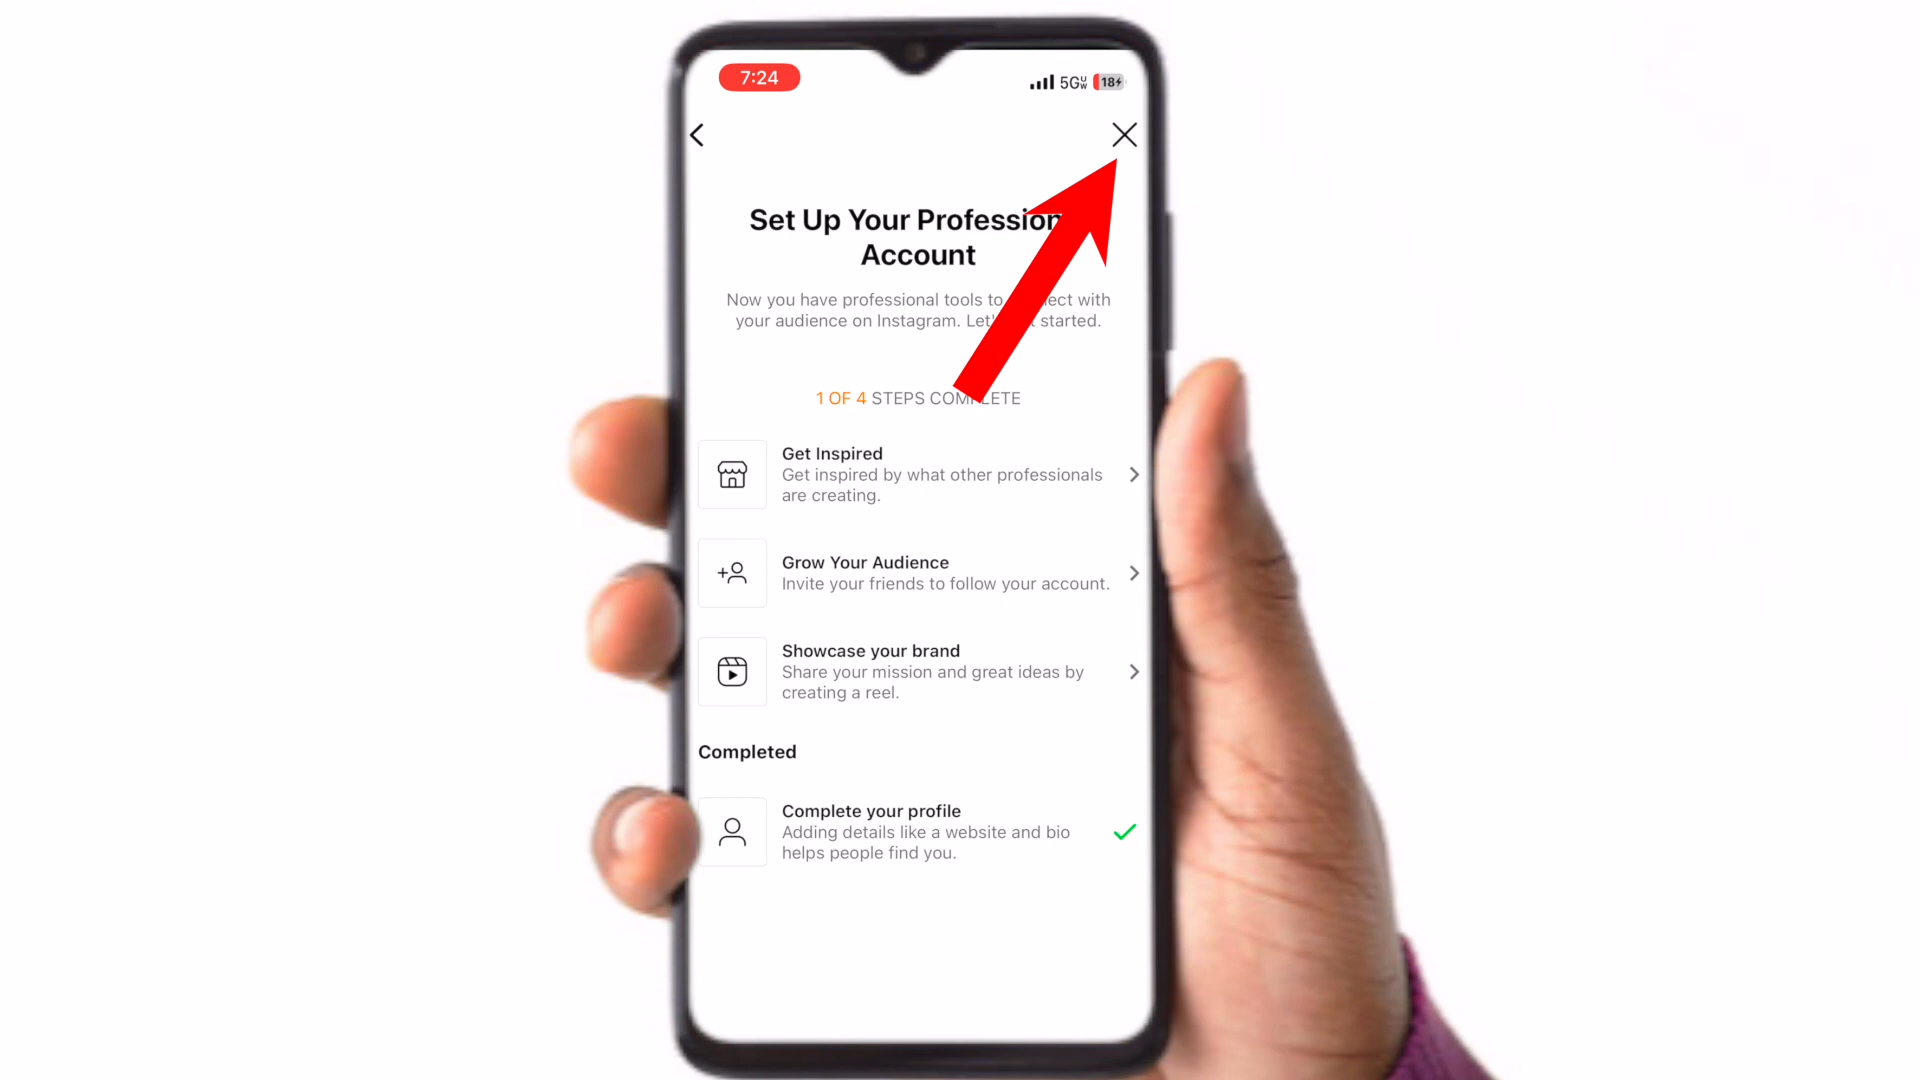 7:24
5G UW 18
Set Up Your Profession
Account
Now you have professional tools to ect with
your audience on Instagram. Let' started.
1 OF 4 STEPS COMPLETE
Get Inspired
Get inspired by what other professionals
are creating.
Grow Your Audience
Invite your friends to follow your account.
Showcase your brand
Share your mission and great ideas by
creating a reel.
Completed
Complete your profile
Adding details like a website and bio
helps people find you.